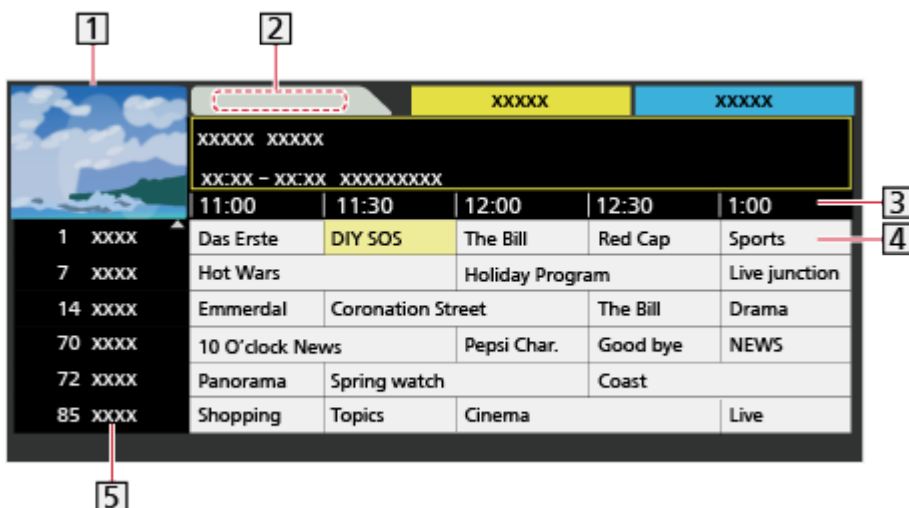 1 2
xxxxx xxxxx
xxxxx xxxxx
xx:xx – xx:xx xxxxxxxxx
11:00 11:30 12:00 12:30 1:00 3
1 xxxx Das Erste DIY SOS The Bill Red Cap Sports 4
7 xxxx Hot Wars Holiday Program Live junction
14 xxxx Emmerdal Coronation Street The Bill Drama
70 xxxx 10 O'clock News Pepsi Char. Good bye NEWS
72 xxxx Panorama Spring watch Coast
85 xxxx Shopping Topics Cinema Live
5